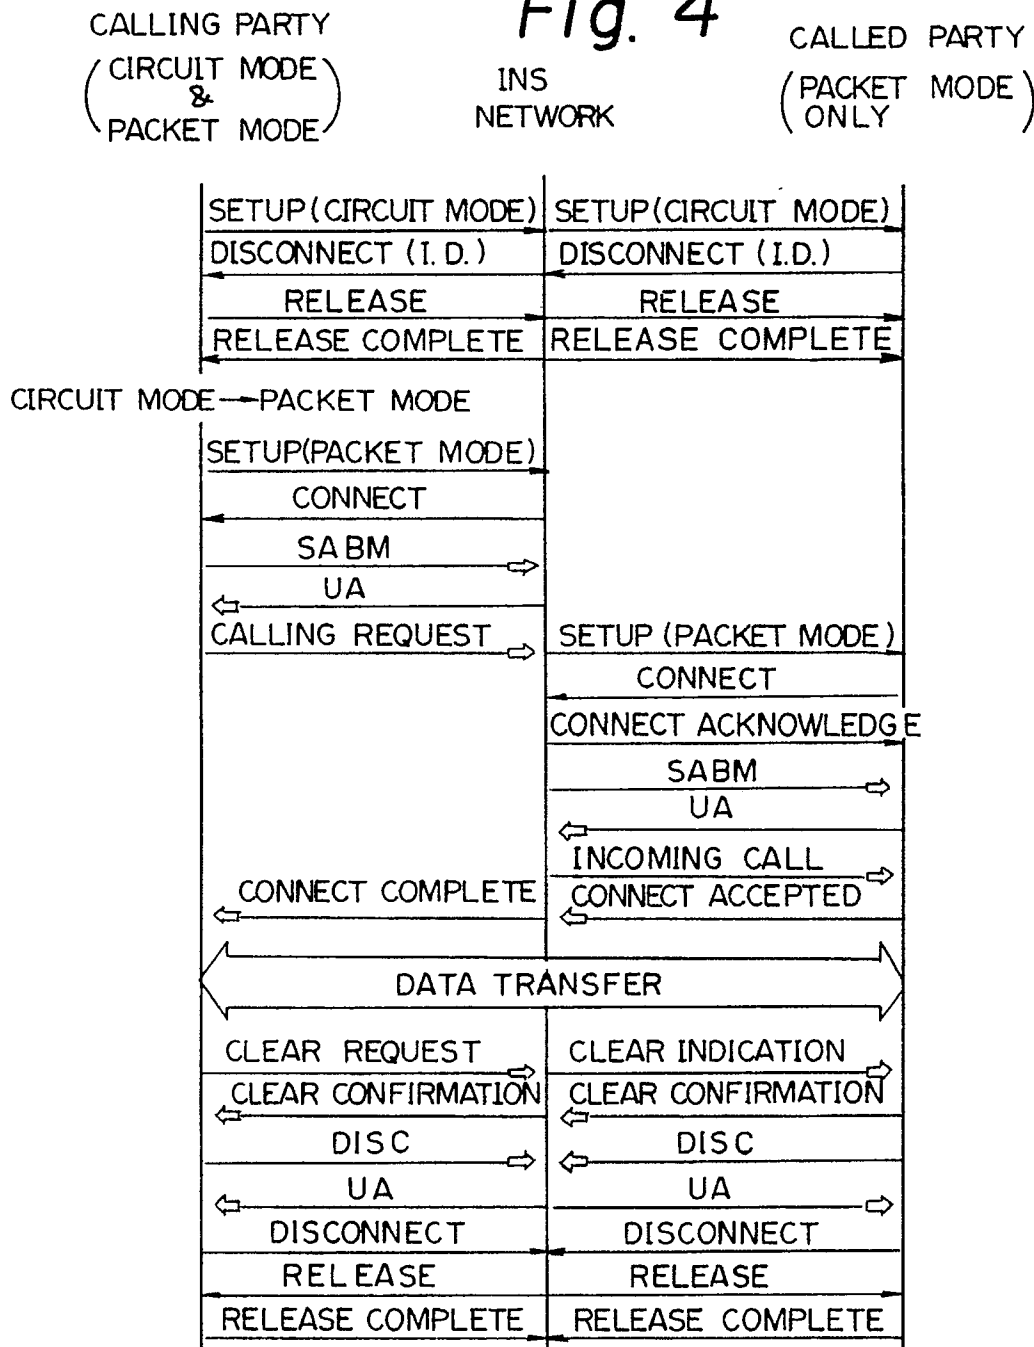 Fig. 4
CALLING PARTY
(CIRCUIT MODE
&
PACKET MODE)
INS
NETWORK
CALLED PARTY
(PACKET MODE
ONLY)
SETUP(CIRCUIT MODE) SETUP(CIRCUIT MODE)
DISCONNECT (I.D.) DISCONNECT (I.D.)
RELEASE RELEASE
RELEASE COMPLETE RELEASE COMPLETE
CIRCUIT MODE→PACKET MODE
SETUP(PACKET MODE)
CONNECT
SABM
UA
CALLING REQUEST SETUP (PACKET MODE)
CONNECT
CONNECT ACKNOWLEDGE
SABM
UA
INCOMING CALL
CONNECT COMPLETE CONNECT ACCEPTED
DATA TRANSFER
CLEAR REQUEST CLEAR INDICATION
CLEAR CONFIRMATION CLEAR CONFIRMATION
DISC DISC
UA UA
DISCONNECT DISCONNECT
RELEASE RELEASE
RELEASE COMPLETE RELEASE COMPLETE